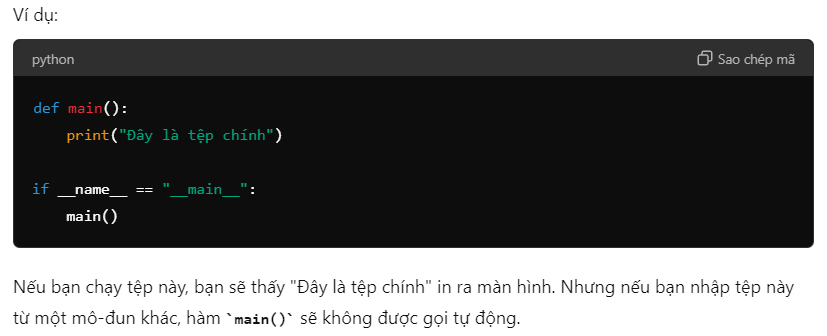 Ví dụ:
python
Sao chép mã
def main():
    print("Đây là tệp chính")
if __name__ == "__main__":
    main()
Nếu bạn chạy tệp này, bạn sẽ thấy "Đây là tệp chính" in ra màn hình. Nhưng nếu bạn nhập tệp này
từ một mô-đun khác, hàm `main()` sẽ không được gọi tự động.